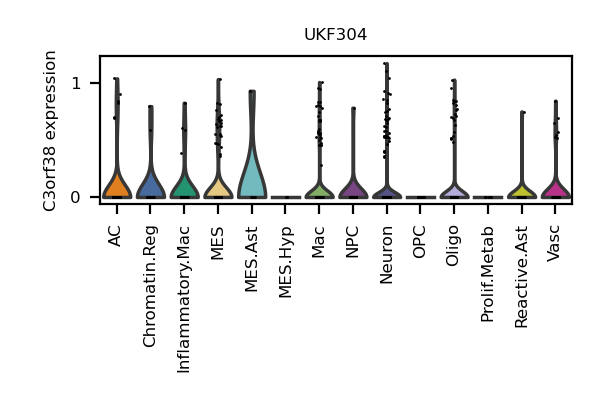 UKF304
C3orf38 expression
1
0
AC
Chromatin.Reg
Inflammatory.Mac
MES
MES.Ast
MES.Hyp
Mac
NPC
Neuron
OPC
Oligo
Prolif.Metab
Reactive.Ast
Vasc